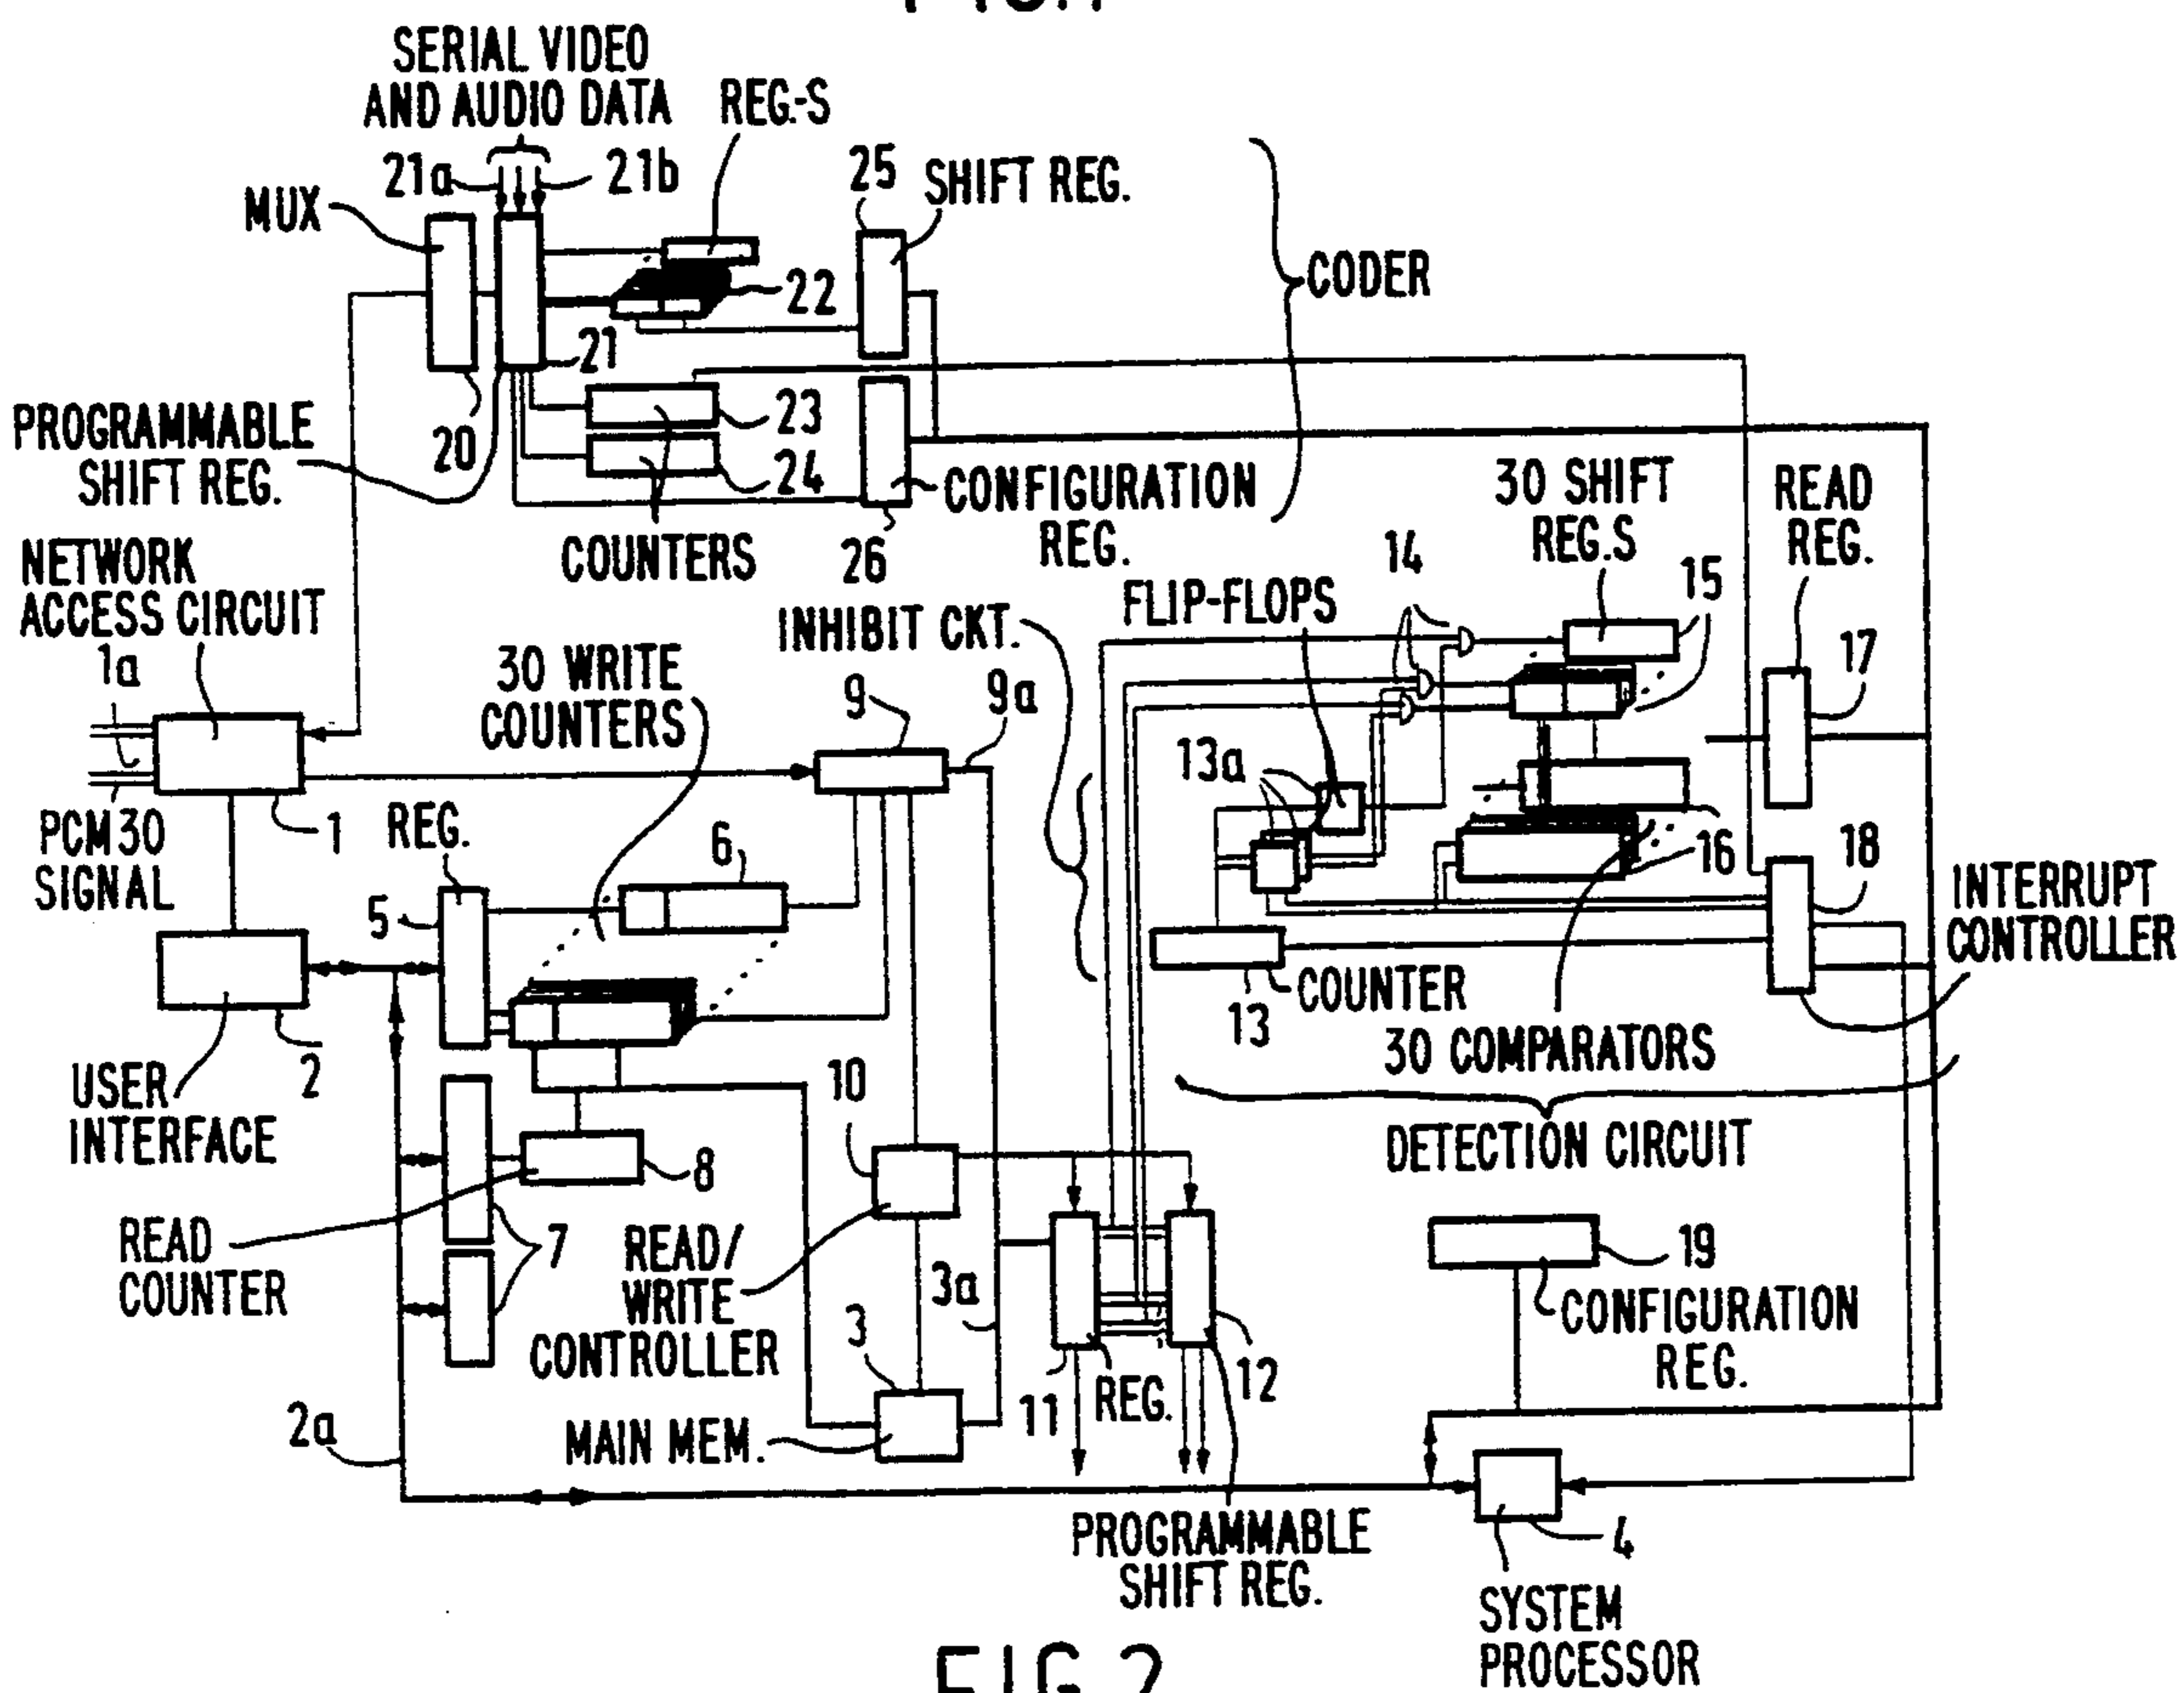 SERIAL VIDEO
AND AUDIO DATA
REG.-S
21a
21b
25
SHIFT REG.
MUX
22
CODER
21
PROGRAMMABLE
SHIFT REG.
20
23
24
COUNTERS
26
CONFIGURATION
REG.
30 SHIFT
REG.S
READ
REG.
NETWORK
ACCESS CIRCUIT
1a
30 WRITE
COUNTERS
INHIBIT CKT.
FLIP-FLOPS
14
15
17
9
9a
13a
PCM30
SIGNAL
1
REG.
5
6
16
18
INTERRUPT
CONTROLLER
COUNTER
13
30 COMPARATORS
DETECTION CIRCUIT
USER
INTERFACE
2
10
8
READ
COUNTER
7
READ/
WRITE
CONTROLLER
3a
3
19
CONFIGURATION
REG.
11
REG.
12
2a
MAIN MEM.
PROGRAMMABLE
SHIFT REG.
4
SYSTEM
PROCESSOR
FIG.2